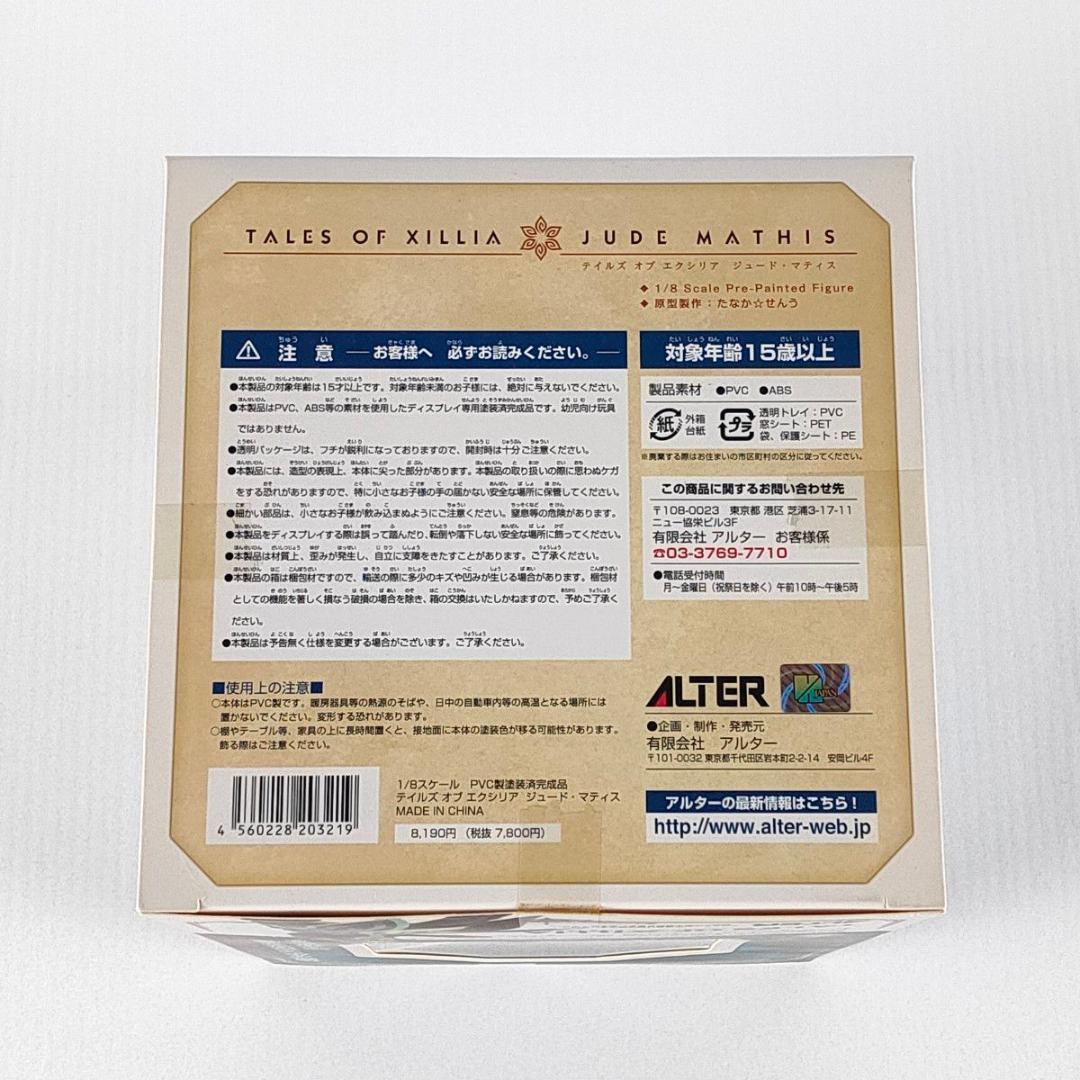 TALES OF XILLIA JUDE MATHIS
テイルズ オブ エクシリア ジュード・マティス
◆ 1/8 Scale Pre-Painted Figure
◆ 原型製作：たなか☆せんう
注意 ―お客様へ 必ずお読みください。―
●本製品の対象年齢は15才以上です。対象年齢未満のお子様には、絶対に与えないでください。
●本製品はPVC、ABS等の素材を使用したディスプレイ専用塗装済完成品です。幼児向け玩具
ではありません。
●透明パッケージは、フチが鋭利になっておりますので、開封時は十分ご注意ください。
●本製品には、造型の表現上、本体に尖った部分があります。本製品の取り扱いの際に思わぬケガ
をする恐れがありますので、特に小さなお子様の手の届かない安全な場所に保管してください。
●細かい部品は、小さなお子様が飲み込まぬようにご注意ください。窒息等の危険があります。
●本製品をディスプレイする際は誤って踏んだり、転倒や落下しない安全な場所に飾ってください。
●本製品は材質上、歪みが発生し、自立に支障をきたすことがあります。ご了承ください。
●本製品の箱は梱包材ですので、輸送の際に多少のキズや凹みが生じる場合があります。梱包材
としての機能を著しく損なう破損の場合を除き、箱の交換はいたしかねますので、予めご了承く
ださい。
●本製品は予告無く仕様を変更する場合がございます。ご了承ください。
■使用上の注意■
○本体はPVC製です。暖房器具等の熱源のそばや、日中の自動車内等の高温となる場所には
置かないでください。変形する恐れがあります。
○棚やテーブル等、家具の上に長時間置くと、接地面に本体の塗装色が移る可能性があります。
飾る際はご注意ください。
4 560228 203219
1/8スケール PVC製塗装済完成品
テイルズ オブ エクシリア ジュード・マティス
MADE IN CHINA
8,190円 （税抜 7,800円）
対象年齢15歳以上
製品素材 ●PVC ●ABS
紙 外箱
台紙
プラ 透明トレイ：PVC
窓シート：PET
袋、保護シート：PE
※廃棄する際はお住まいの市区町村の区分に従ってください。
この商品に関するお問い合わせ先
〒108-0023 東京都 港区 芝浦3-17-11
ニュー協栄ビル3F
有限会社 アルター お客様係
☎03-3769-7710
●電話受付時間
月～金曜日（祝祭日を除く）午前10時～午後5時
ALTER
JAPAN
●企画・制作・発売元
有限会社 アルター
〒101-0032 東京都千代田区岩本町2-2-14 安岡ビル4F
アルターの最新情報はこちら！
http://www.alter-web.jp